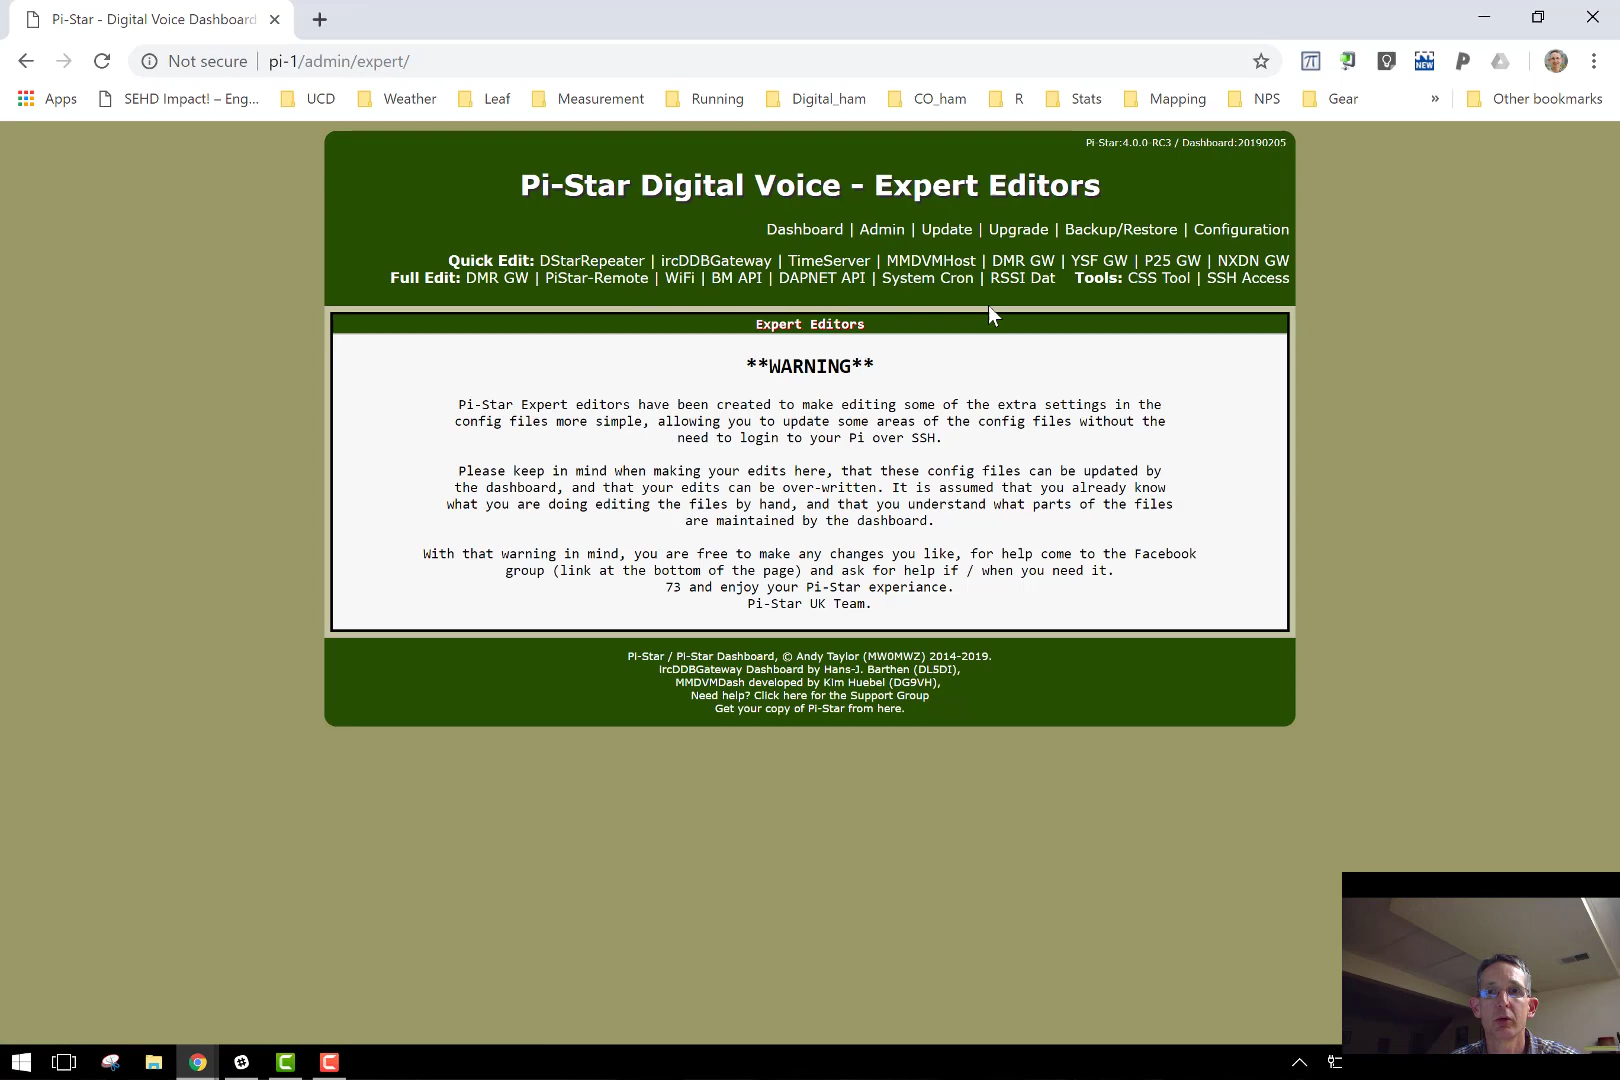 Pi-Star - Digital Voice Dashboard
Not secure | pi-1/admin/expert/
Apps SEHD Impact! – Eng... UCD Weather Leaf Measurement Running Digital_ham CO_ham R Stats Mapping NPS Gear » Other bookmarks
Pi-Star:4.0.0-RC3 / Dashboard:20190205
Pi-Star Digital Voice - Expert Editors
Dashboard | Admin | Update | Upgrade | Backup/Restore | Configuration
Quick Edit: DStarRepeater | ircDDBGateway | TimeServer | MMDVMHost | DMR GW | YSF GW | P25 GW | NXDN GW
Full Edit: DMR GW | PiStar-Remote | WiFi | BM API | DAPNET API | System Cron | RSSI Dat Tools: CSS Tool | SSH Access
Expert Editors
**WARNING**
Pi-Star Expert editors have been created to make editing some of the extra settings in the
config files more simple, allowing you to update some areas of the config files without the
need to login to your Pi over SSH.
Please keep in mind when making your edits here, that these config files can be updated by
the dashboard, and that your edits can be over-written. It is assumed that you already know
what you are doing editing the files by hand, and that you understand what parts of the files
are maintained by the dashboard.
With that warning in mind, you are free to make any changes you like, for help come to the Facebook
group (link at the bottom of the page) and ask for help if / when you need it.
73 and enjoy your Pi-Star experiance.
Pi-Star UK Team.
Pi-Star / Pi-Star Dashboard, © Andy Taylor (MW0MWZ) 2014-2019.
ircDDBGateway Dashboard by Hans-J. Barthen (DL5DI),
MMDVMDash developed by Kim Huebel (DG9VH),
Need help? Click here for the Support Group
Get your copy of Pi-Star from here.